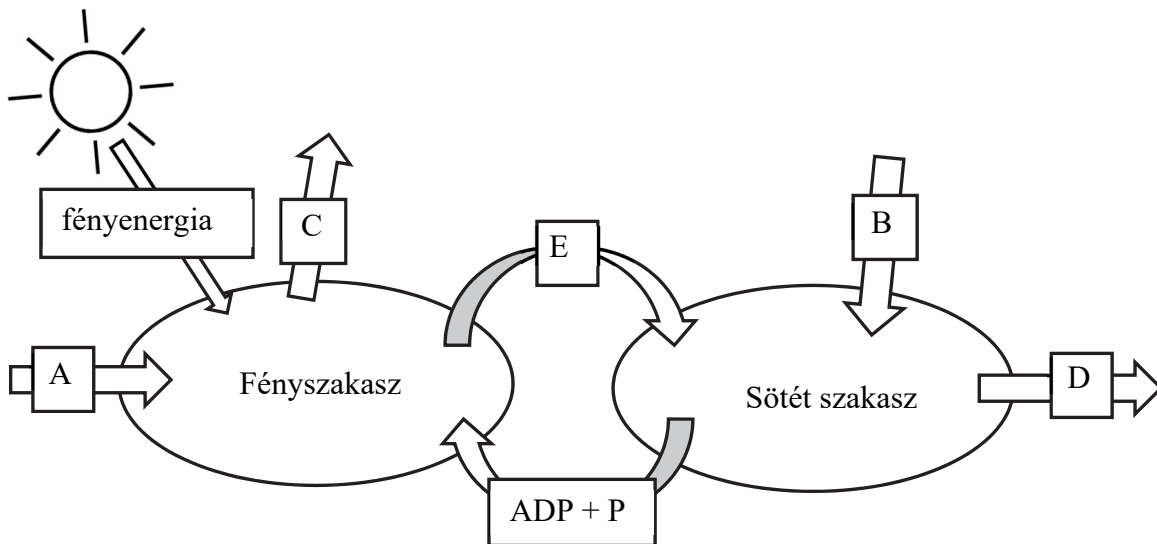 fényenergia
C
E
B
A
Fényszakasz
Sötét szakasz
D
ADP + P